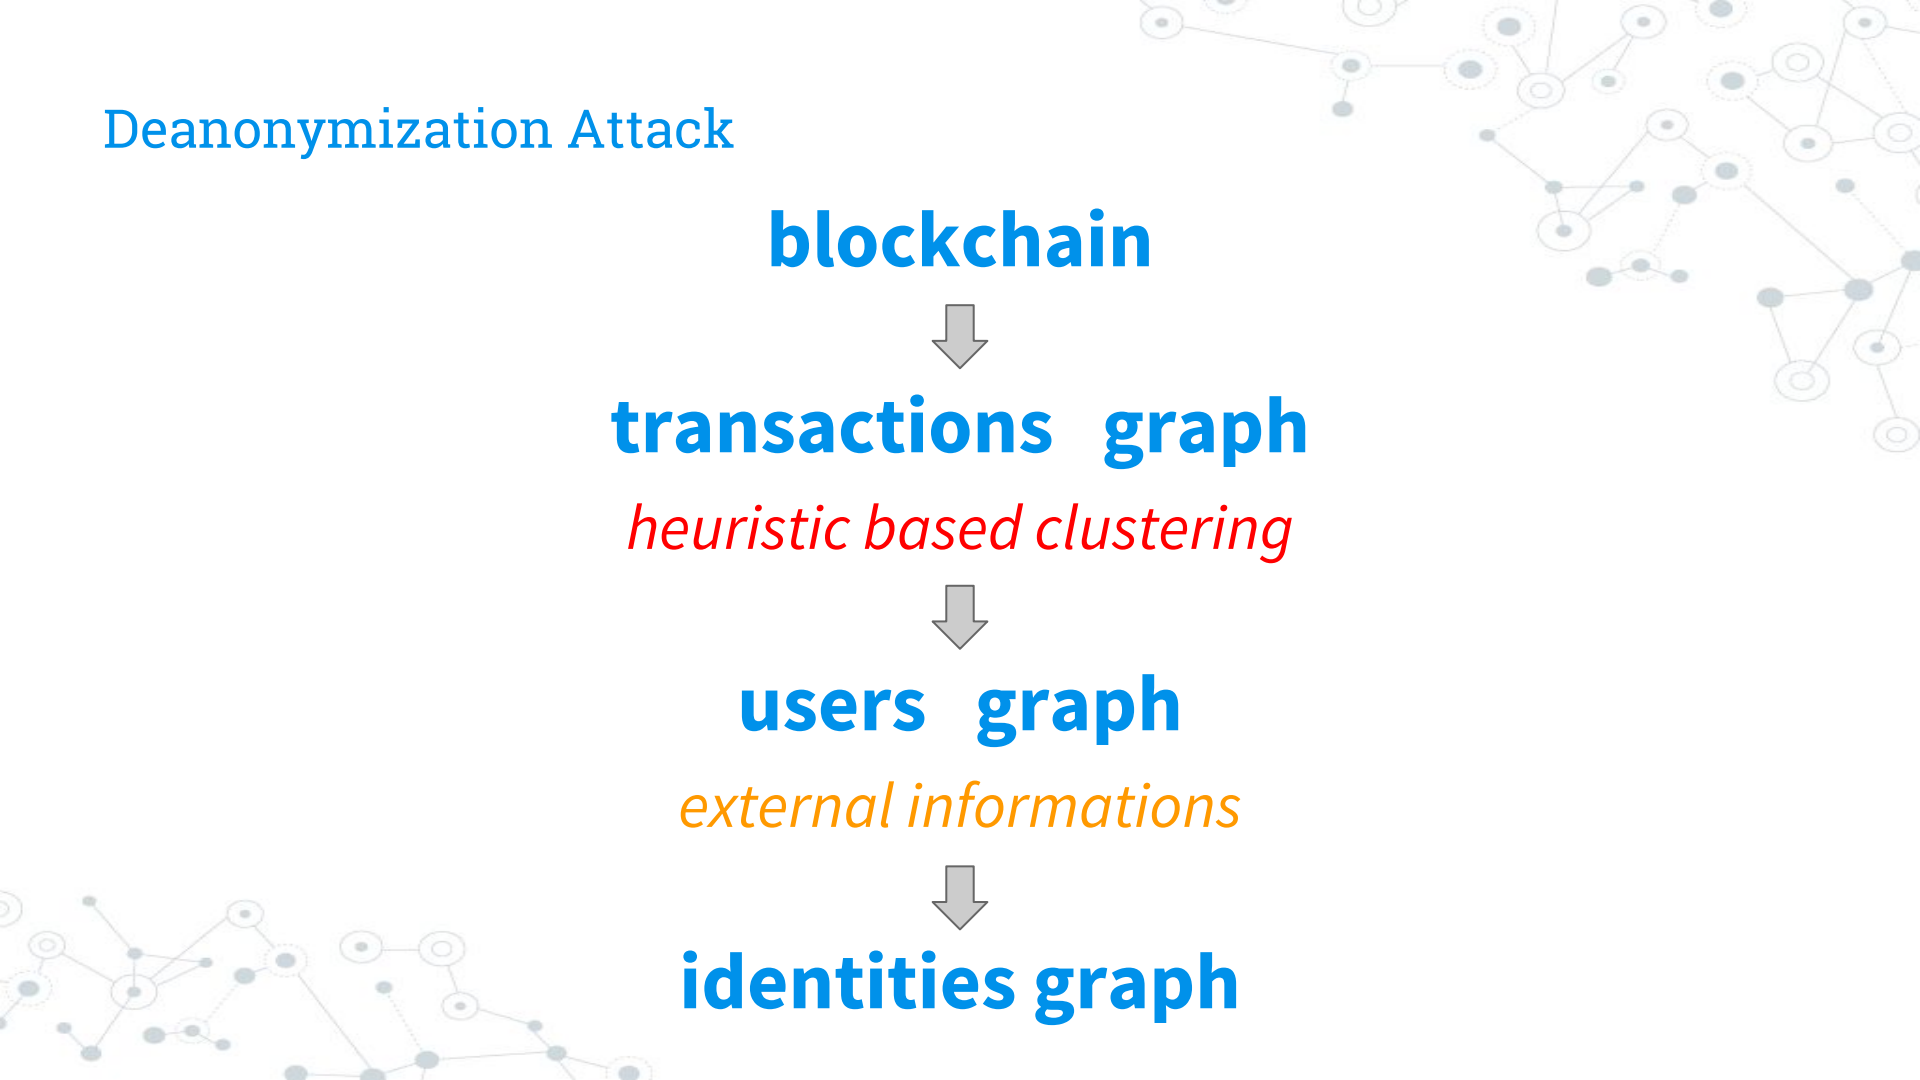 Deanonymization Attack
blockchain
transactions graph
heuristic based clustering
users graph
external informations
identities graph